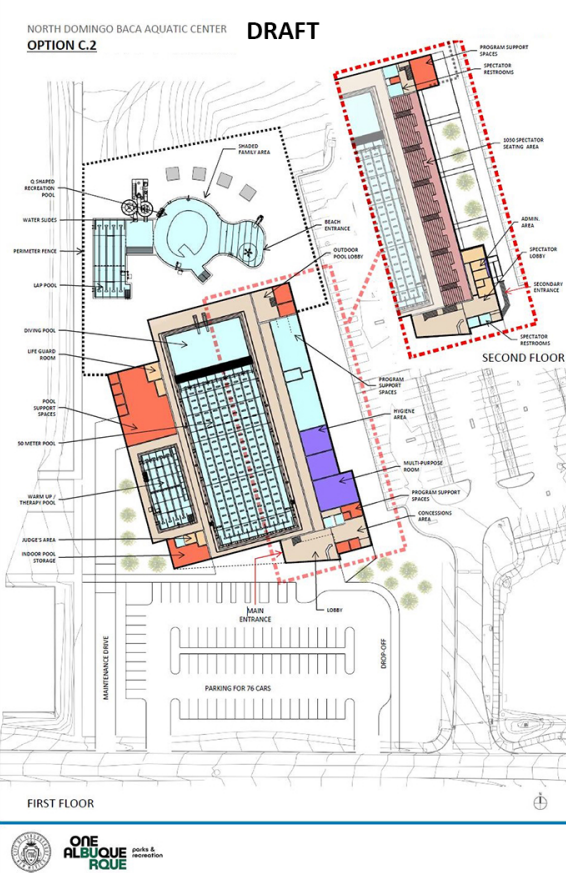 NORTH DOMINGO BACA AQUATIC CENTER
DRAFT
OPTION C.2
PROGRAM SUPPORT
SPACES
SPECTATOR
RESTROOMS
1090 SPECTATOR
SEATING AREA
ADMIN.
AREA
SPECTATOR
LOBBY
SECONDARY
ENTRANCE
SPECTATOR
RESTROOMS
SECOND FLOOR
SHADED
FAMILY AREA
Q SHAPED
RECREATION
POOL
WATER SLIDES
PERIMETER FENCE
LAP POOL
BEACH
ENTRANCE
OUTDOOR
POOL LOBBY
DIVING POOL
LIFE GUARD
ROOM
POOL
SUPPORT
SPACES
50 METER POOL
WARM UP /
THERAPY POOL
JUDGE'S AREA
INDOOR POOL
STORAGE
PROGRAM
SUPPORT
SPACES
HYGIENE
AREA
MULTI-PURPOSE
ROOM
PROGRAM SUPPORT
SPACES
CONCESSIONS
AREA
MAIN
ENTRANCE
LOBBY
MAINTENANCE DRIVE
DROP-OFF
PARKING FOR 76 CARS
FIRST FLOOR
N
ONE
ALBUQUE
RQUE
parks &
recreation